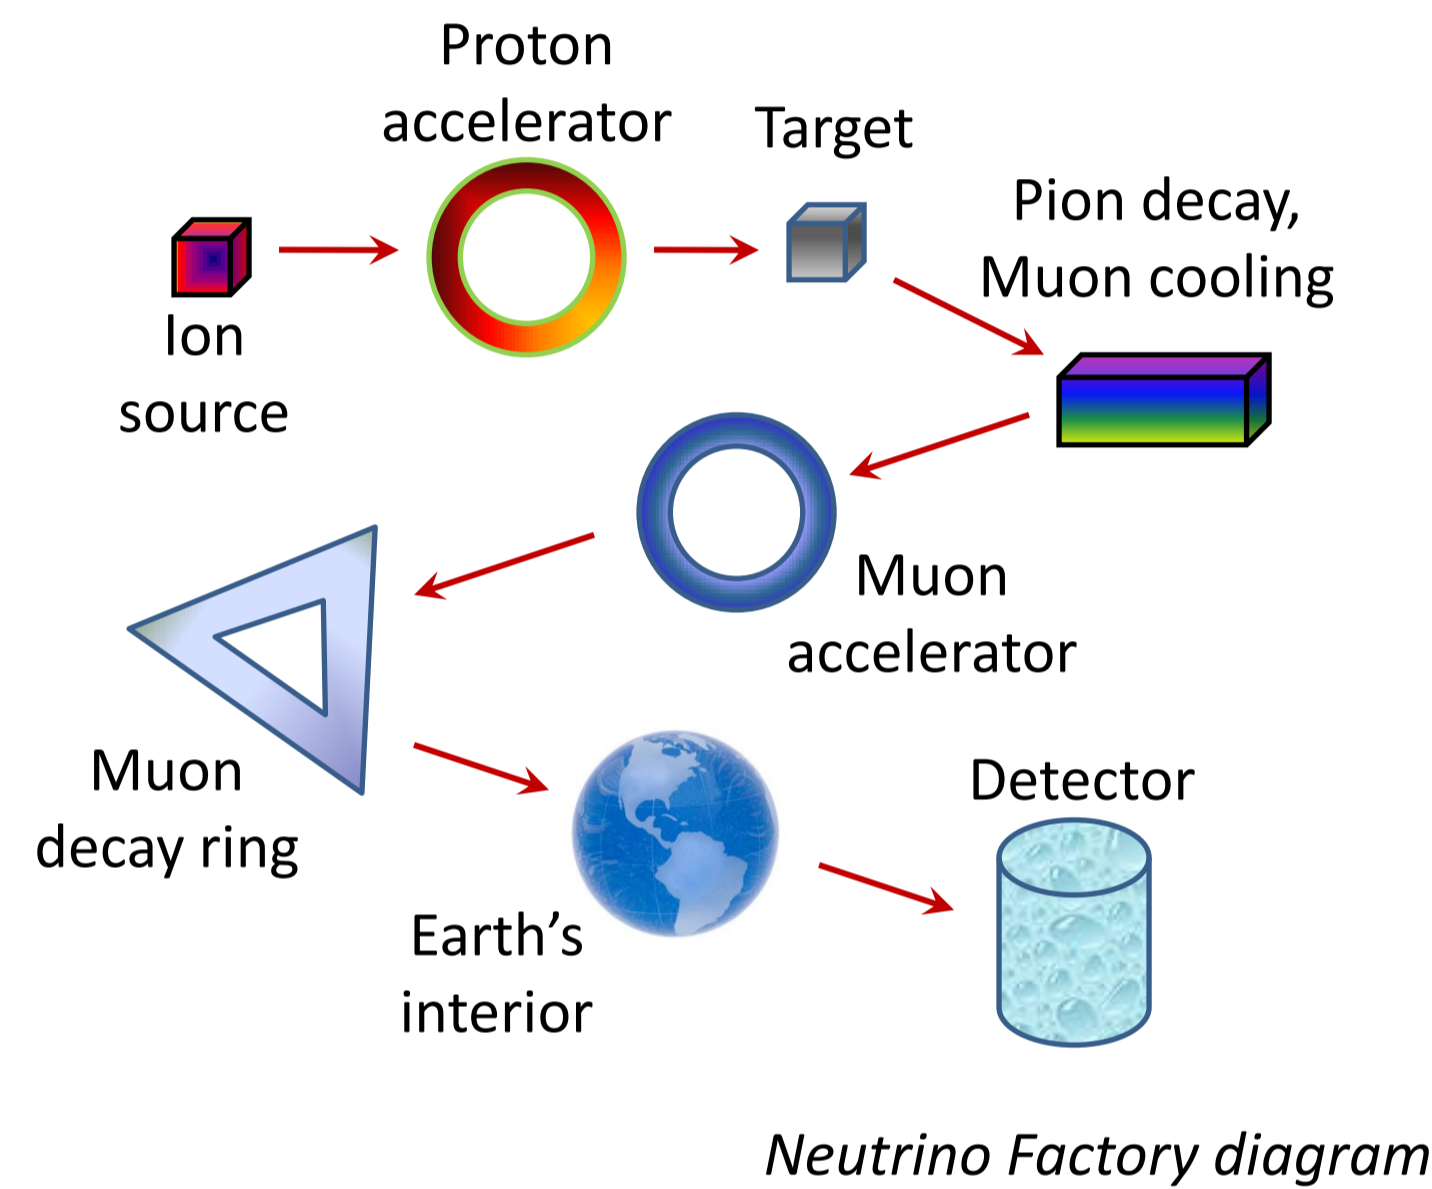 Proton
accelerator
Target
Pion decay,
Muon cooling
Ion
source
Muon
accelerator
Muon
decay ring
Earth’s
interior
Detector
Neutrino Factory diagram